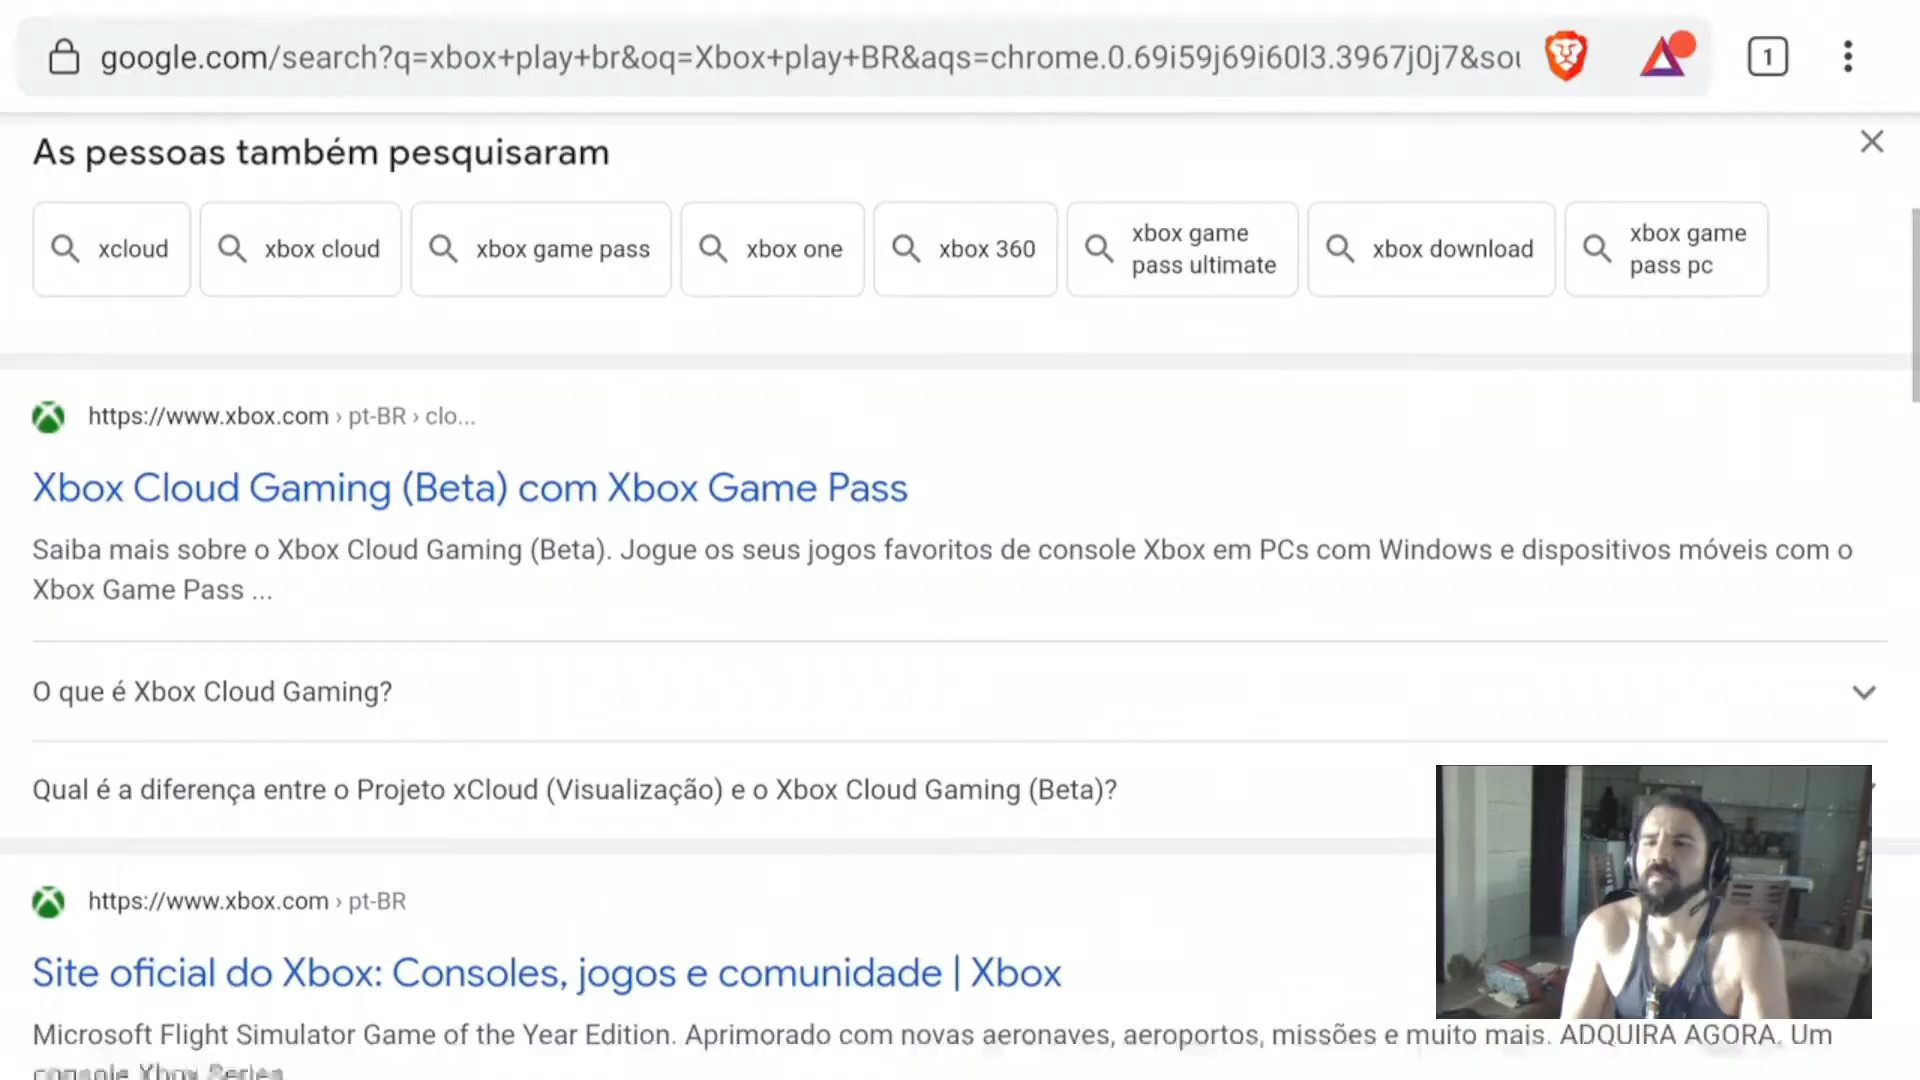 google.com/search?q=xbox+play+br&oq=Xbox+play+BR&aqs=chrome.0.69i59j69i60l3.3967j0j7&sou
1
As pessoas também pesquisaram
xcloud
xbox cloud
xbox game pass
xbox one
xbox 360
xbox game
pass ultimate
xbox download
xbox game
pass pc
https://www.xbox.com › pt-BR › clo...
Xbox Cloud Gaming (Beta) com Xbox Game Pass
Saiba mais sobre o Xbox Cloud Gaming (Beta). Jogue os seus jogos favoritos de console Xbox em PCs com Windows e dispositivos móveis com o
Xbox Game Pass ...
O que é Xbox Cloud Gaming?
Qual é a diferença entre o Projeto xCloud (Visualização) e o Xbox Cloud Gaming (Beta)?
https://www.xbox.com › pt-BR
Site oficial do Xbox: Consoles, jogos e comunidade | Xbox
Microsoft Flight Simulator Game of the Year Edition. Aprimorado com novas aeronaves, aeroportos, missões e muito mais. ADQUIRA AGORA. Um
console Xbox Series